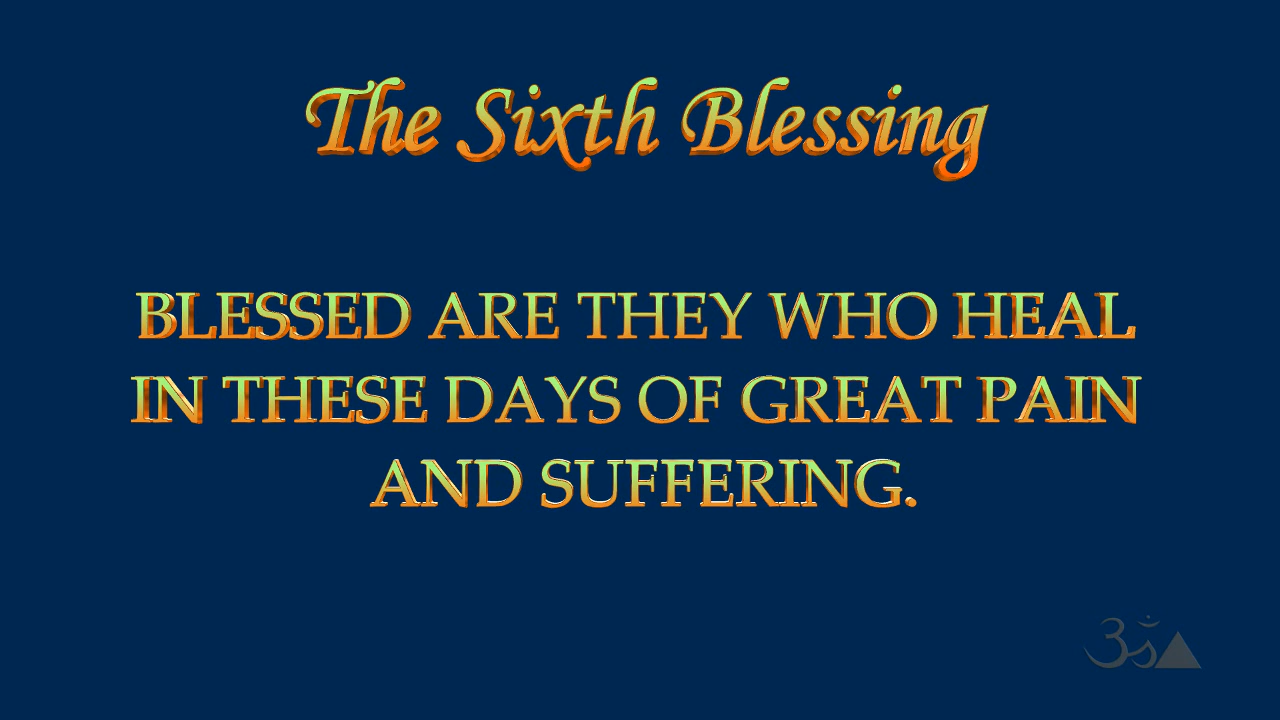 The Sixth Blessing
BLESSED ARE THEY WHO HEAL
IN THESE DAYS OF GREAT PAIN
AND SUFFERING.